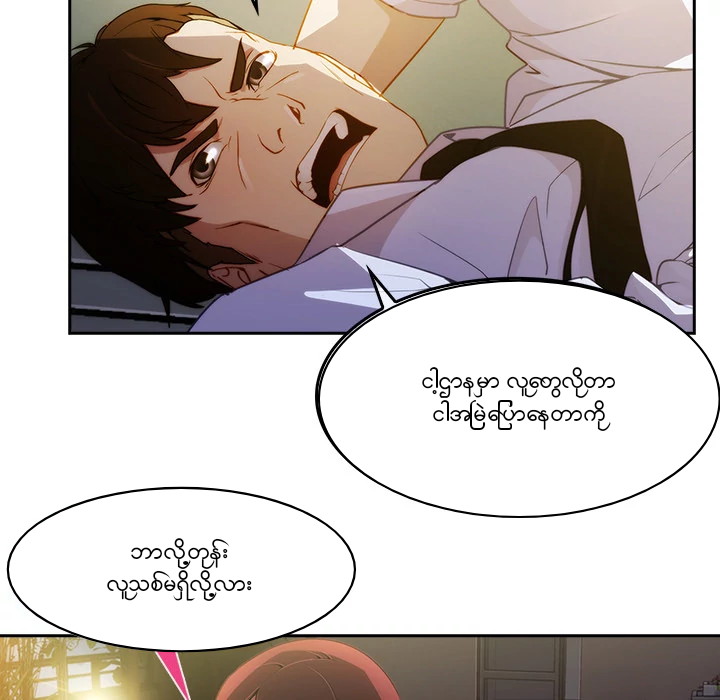 ငါ့ဌာနမှာ လူတွေလိုတာ
ငါအမြဲပြောနေတာကို
ဘာလို့တုန်း
လူသစ်မရှိလို့လား